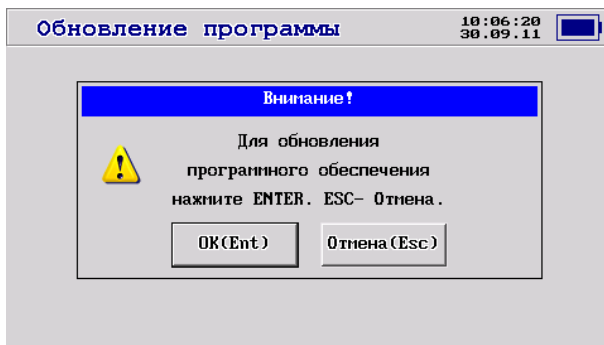 Обновление программы
10:06:20
30.09.11
Внимание!
Для обновления
программного обеспечения
нажмите ENTER. ESC- Отмена.
OK(Ent) Отмена(Esc)